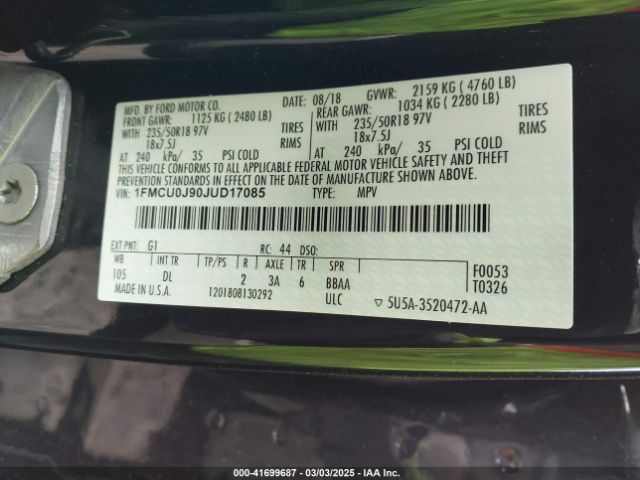 MFD. BY FORD MOTOR CO.
DATE: 08/18 GVWR: 2159 KG ( 4760 LB)
FRONT GAWR: 1125 KG ( 2480 LB)
REAR GAWR: 1034 KG ( 2280 LB)
WITH 235/50R18 97V TIRES
WITH 235/50R18 97V TIRES
18x7.5J RIMS
18x7.5J RIMS
AT 240 kPa/ 35 PSI COLD
AT 240 kPa/ 35 PSI COLD
THIS VEHICLE CONFORMS TO ALL APPLICABLE FEDERAL MOTOR VEHICLE SAFETY AND THEFT
PREVENTION STANDARDS IN EFFECT ON THE DATE OF MANUFACTURE SHOWN ABOVE.
VIN: 1FMCU0J90JUD17085 TYPE: MPV
EXT PNT: G1 RC: 44 DSO:
WB INT TR TP/PS R AXLE TR SPR
105 DL 2 3A 6 BBAA
F0053
T0326
MADE IN U.S.A. 1201808130292 ULC
▽ 5U5A-3520472-AA
000-41699687 - 03/03/2025 - IAA Inc.